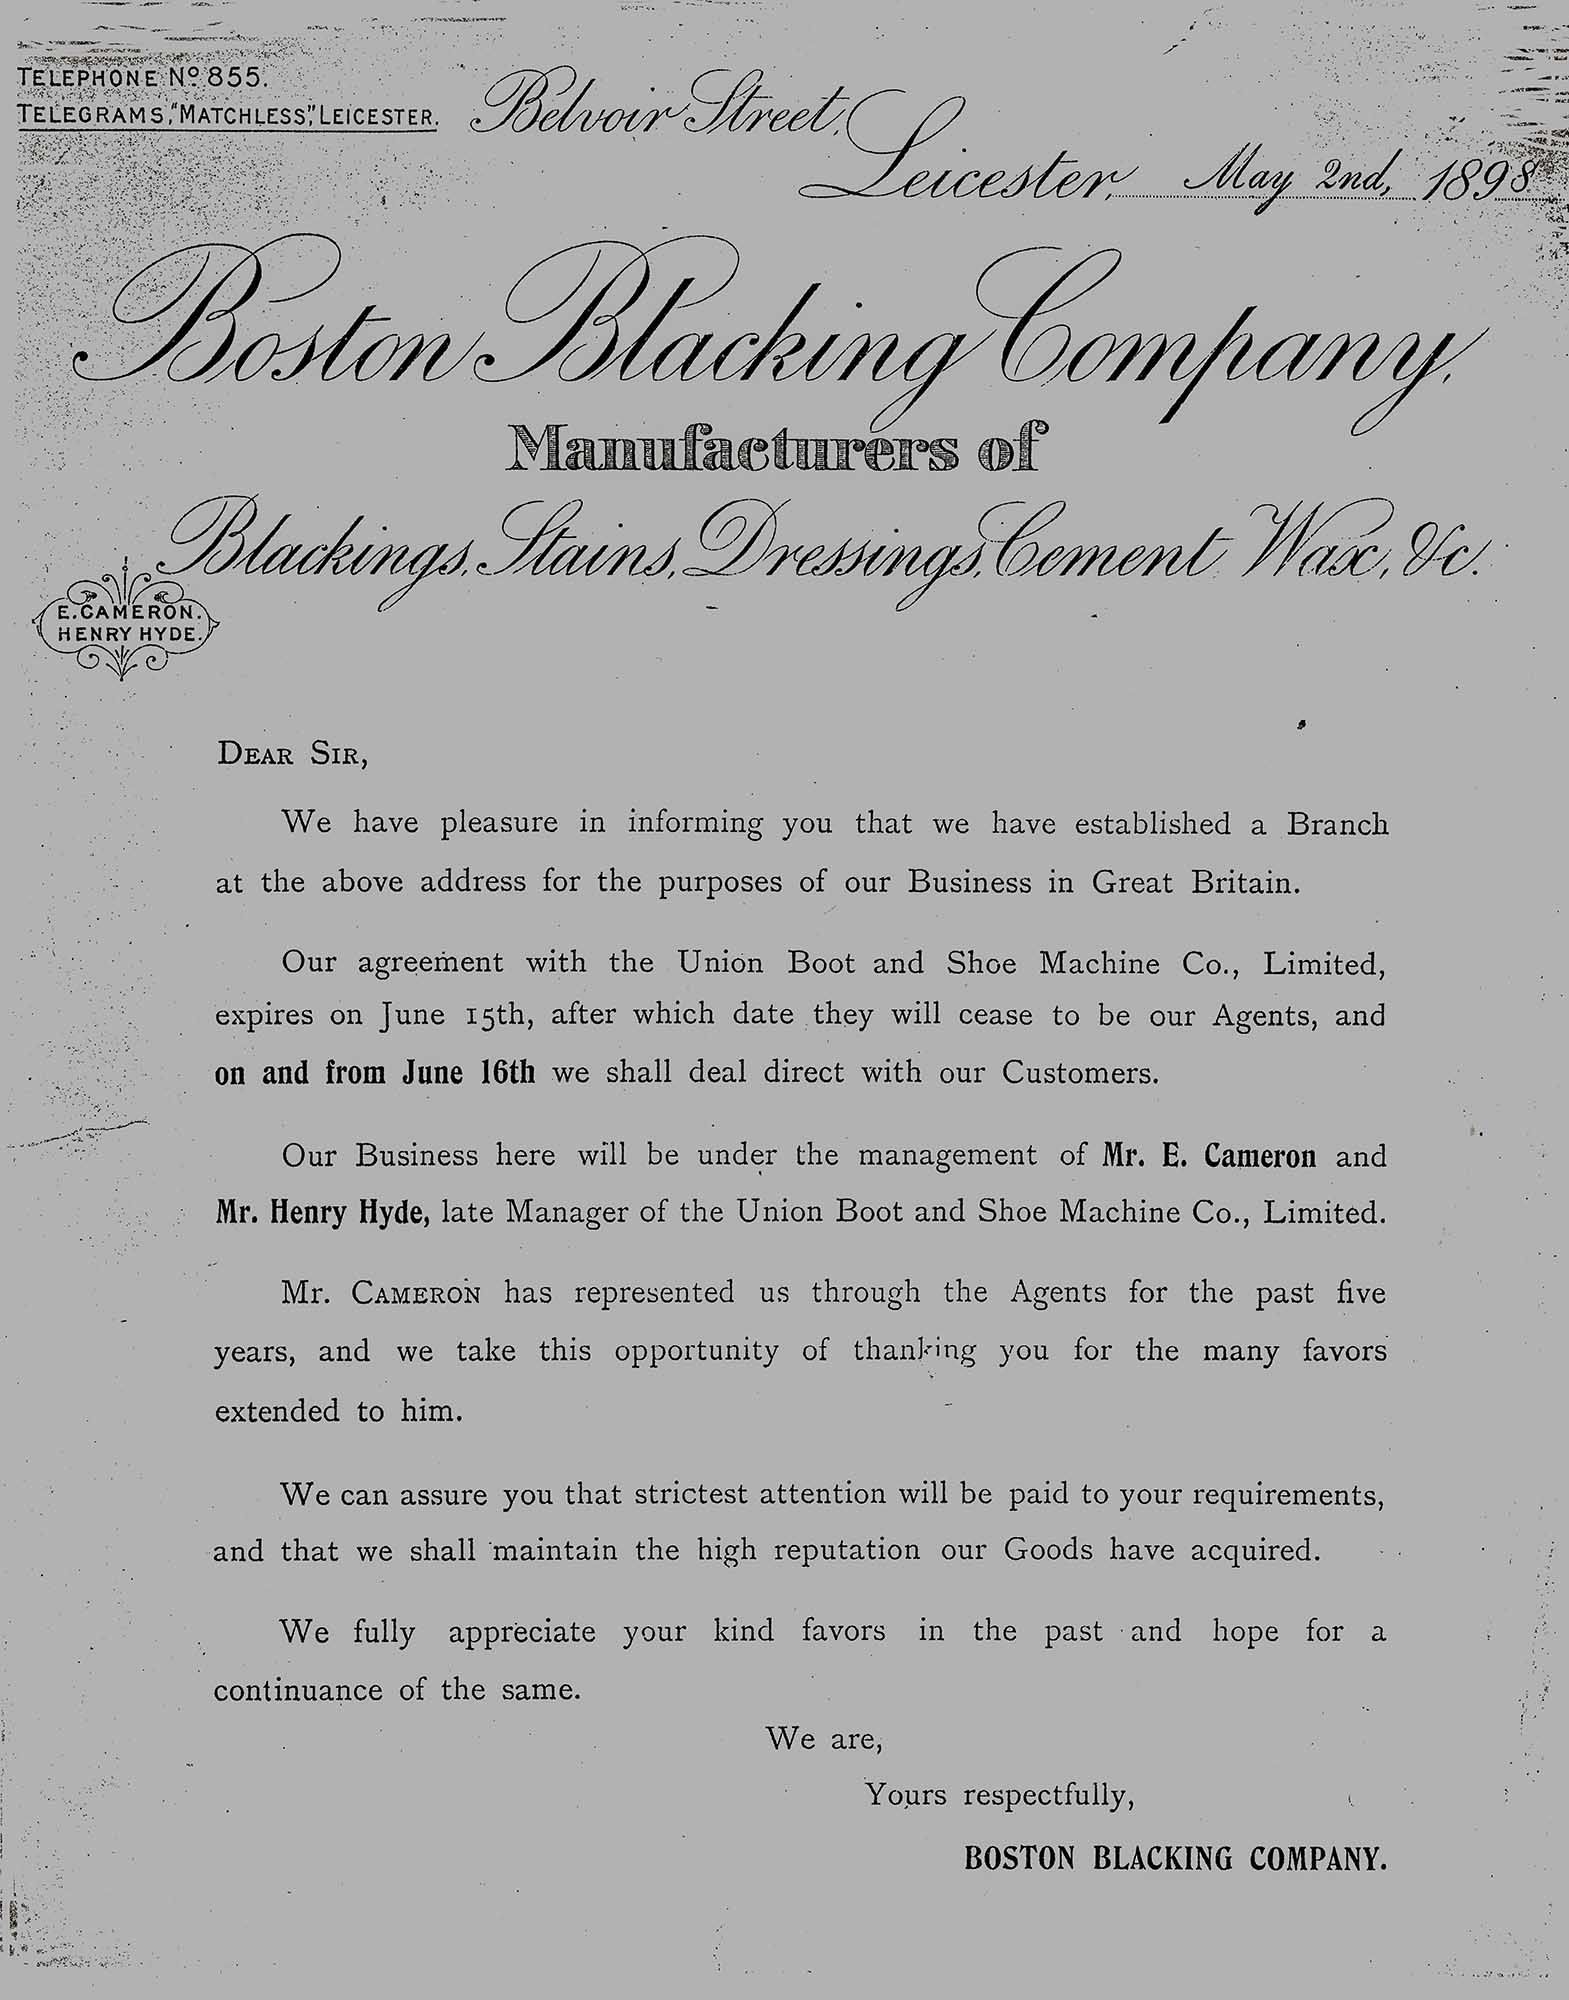 TELEPHONE No 855.
TELEGRAMS, "MATCHLESS", LEICESTER.
Belvoir Street,
Leicester, May 2nd, 1898
Boston Blacking Company,
Manufacturers of
Blackings, Stains, Dressings, Cement Wax, &c.
E. CAMERON.
HENRY HYDE.
DEAR SIR,
We have pleasure in informing you that we have established a Branch
at the above address for the purposes of our Business in Great Britain.
Our agreement with the Union Boot and Shoe Machine Co., Limited,
expires on June 15th, after which date they will cease to be our Agents, and
on and from June 16th we shall deal direct with our Customers.
Our Business here will be under the management of Mr. E. Cameron and
Mr. Henry Hyde, late Manager of the Union Boot and Shoe Machine Co., Limited.
Mr. CAMERON has represented us through the Agents for the past five
years, and we take this opportunity of thanking you for the many favors
extended to him.
We can assure you that strictest attention will be paid to your requirements,
and that we shall maintain the high reputation our Goods have acquired.
We fully appreciate your kind favors in the past and hope for a
continuance of the same.
We are,
Yours respectfully,
BOSTON BLACKING COMPANY.